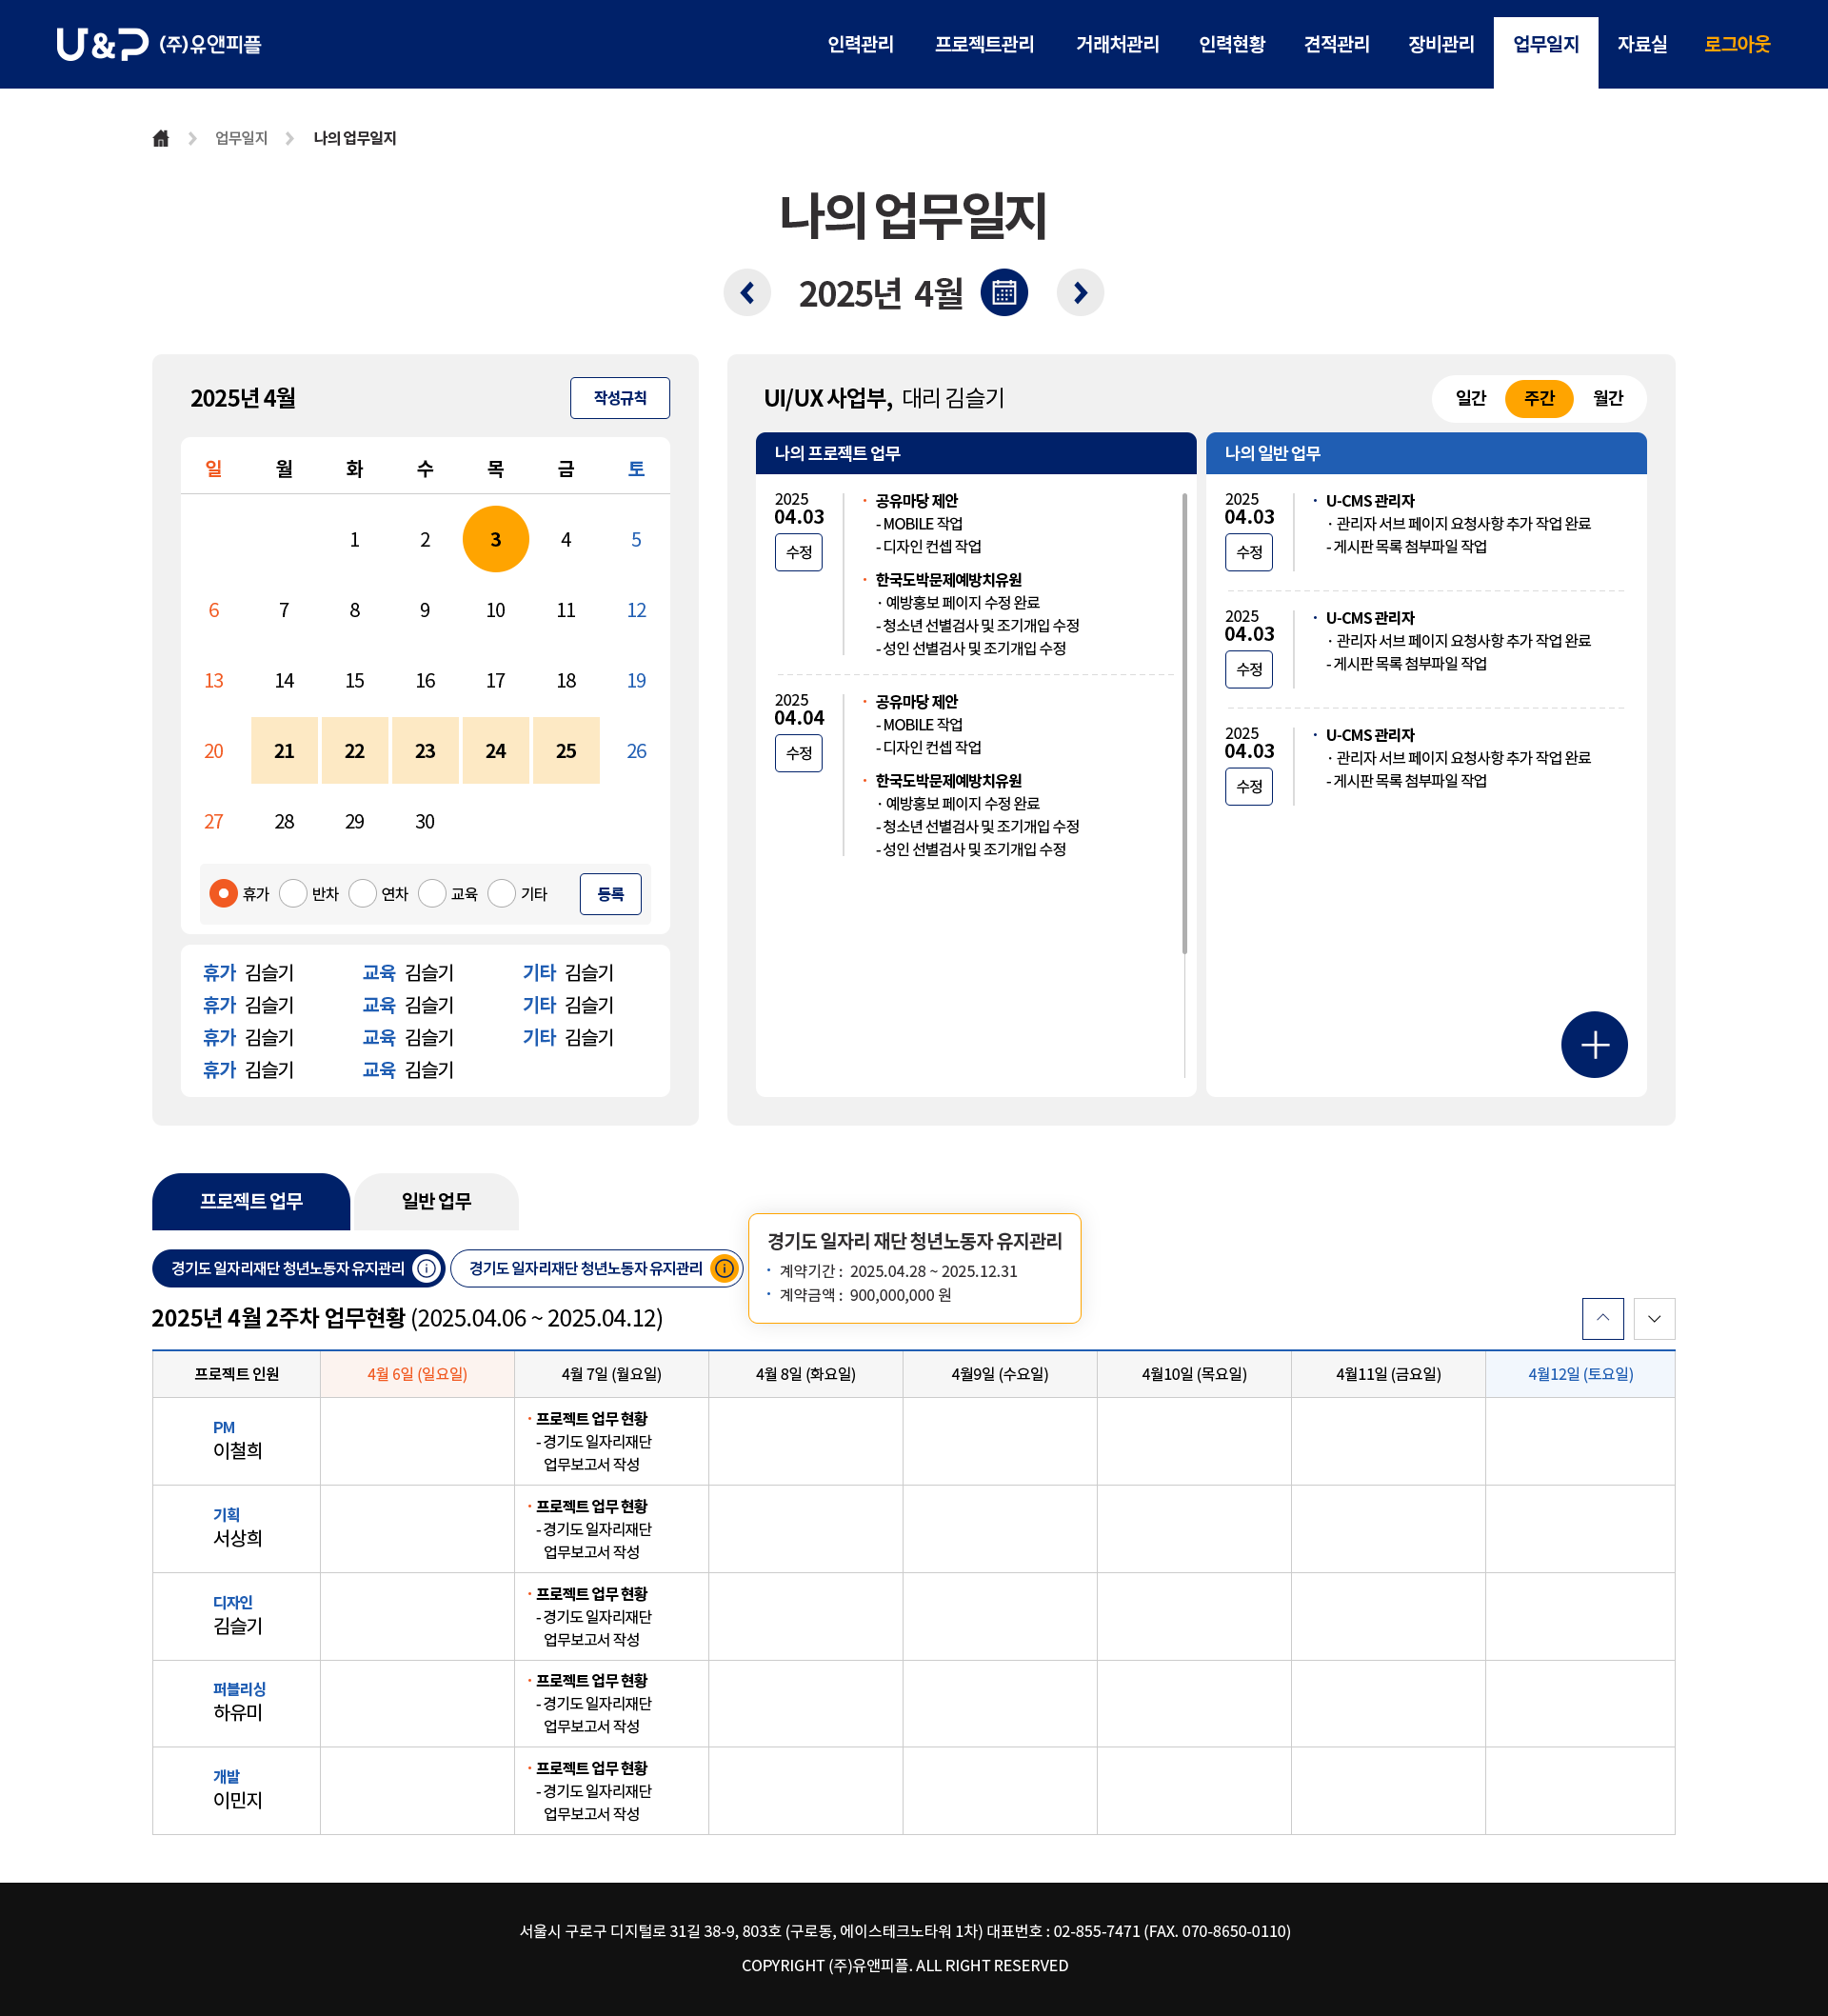 U&P (주)유앤피플
인력관리 프로젝트관리 거래처관리 인력현황 견적관리 장비관리 업무일지 자료실 로그아웃
업무일지 나의 업무일지
나의 업무일지
2025년 4월
2025년 4월 작성규칙
일 월 화 수 목 금 토
1 2 3 4 5
6 7 8 9 10 11 12
13 14 15 16 17 18 19
20 21 22 23 24 25 26
27 28 29 30
휴가 반차 연차 교육 기타 등록
휴가 김슬기 교육 김슬기 기타 김슬기
휴가 김슬기 교육 김슬기 기타 김슬기
휴가 김슬기 교육 김슬기 기타 김슬기
휴가 김슬기 교육 김슬기
UI/UX 사업부, 대리 김슬기 일간 주간 월간
나의 프로젝트 업무
2025
04.03
수정
· 공유마당 제안
- MOBILE 작업
- 디자인 컨셉 작업
· 한국도박문제예방치유원
· 예방홍보 페이지 수정 완료
- 청소년 선별검사 및 조기개입 수정
- 성인 선별검사 및 조기개입 수정
2025
04.04
수정
· 공유마당 제안
- MOBILE 작업
- 디자인 컨셉 작업
· 한국도박문제예방치유원
· 예방홍보 페이지 수정 완료
- 청소년 선별검사 및 조기개입 수정
- 성인 선별검사 및 조기개입 수정
나의 일반 업무
2025
04.03
수정
· U-CMS 관리자
· 관리자 서브 페이지 요청사항 추가 작업 완료
- 게시판 목록 첨부파일 작업
2025
04.03
수정
· U-CMS 관리자
· 관리자 서브 페이지 요청사항 추가 작업 완료
- 게시판 목록 첨부파일 작업
2025
04.03
수정
· U-CMS 관리자
· 관리자 서브 페이지 요청사항 추가 작업 완료
- 게시판 목록 첨부파일 작업
프로젝트 업무 일반 업무
경기도 일자리재단 청년노동자 유지관리 경기도 일자리재단 청년노동자 유지관리
경기도 일자리 재단 청년노동자 유지관리
· 계약기간 : 2025.04.28 ~ 2025.12.31
· 계약금액 : 900,000,000 원
2025년 4월 2주차 업무현황 (2025.04.06 ~ 2025.04.12)
프로젝트 인원 4월 6일 (일요일) 4월 7일 (월요일) 4월 8일 (화요일) 4월9일 (수요일) 4월10일 (목요일) 4월11일 (금요일) 4월12일 (토요일)
PM
이철희
· 프로젝트 업무 현황
- 경기도 일자리재단
업무보고서 작성
기획
서상희
· 프로젝트 업무 현황
- 경기도 일자리재단
업무보고서 작성
디자인
김슬기
· 프로젝트 업무 현황
- 경기도 일자리재단
업무보고서 작성
퍼블리싱
하유미
· 프로젝트 업무 현황
- 경기도 일자리재단
업무보고서 작성
개발
이민지
· 프로젝트 업무 현황
- 경기도 일자리재단
업무보고서 작성
서울시 구로구 디지털로 31길 38-9, 803호 (구로동, 에이스테크노타워 1차) 대표번호 : 02-855-7471 (FAX. 070-8650-0110)
COPYRIGHT (주)유앤피플. ALL RIGHT RESERVED